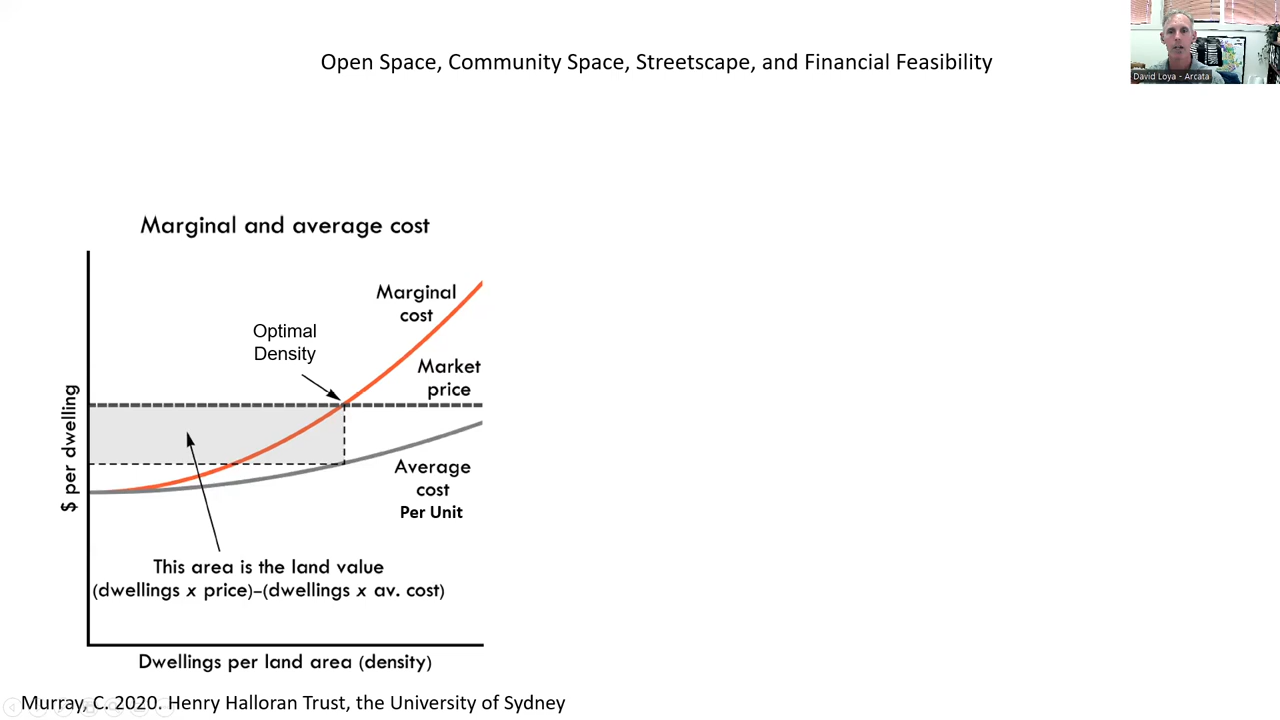 Open Space, Community Space, Streetscape, and Financial Feasibility
David Loya - Arcata
Marginal and average cost
Marginal
cost
Optimal
Density
Market
price
$ per dwelling
Average
cost
Per Unit
This area is the land value
(dwellings x price)–(dwellings x av. cost)
Dwellings per land area (density)
Murray, C. 2020. Henry Halloran Trust, the University of Sydney